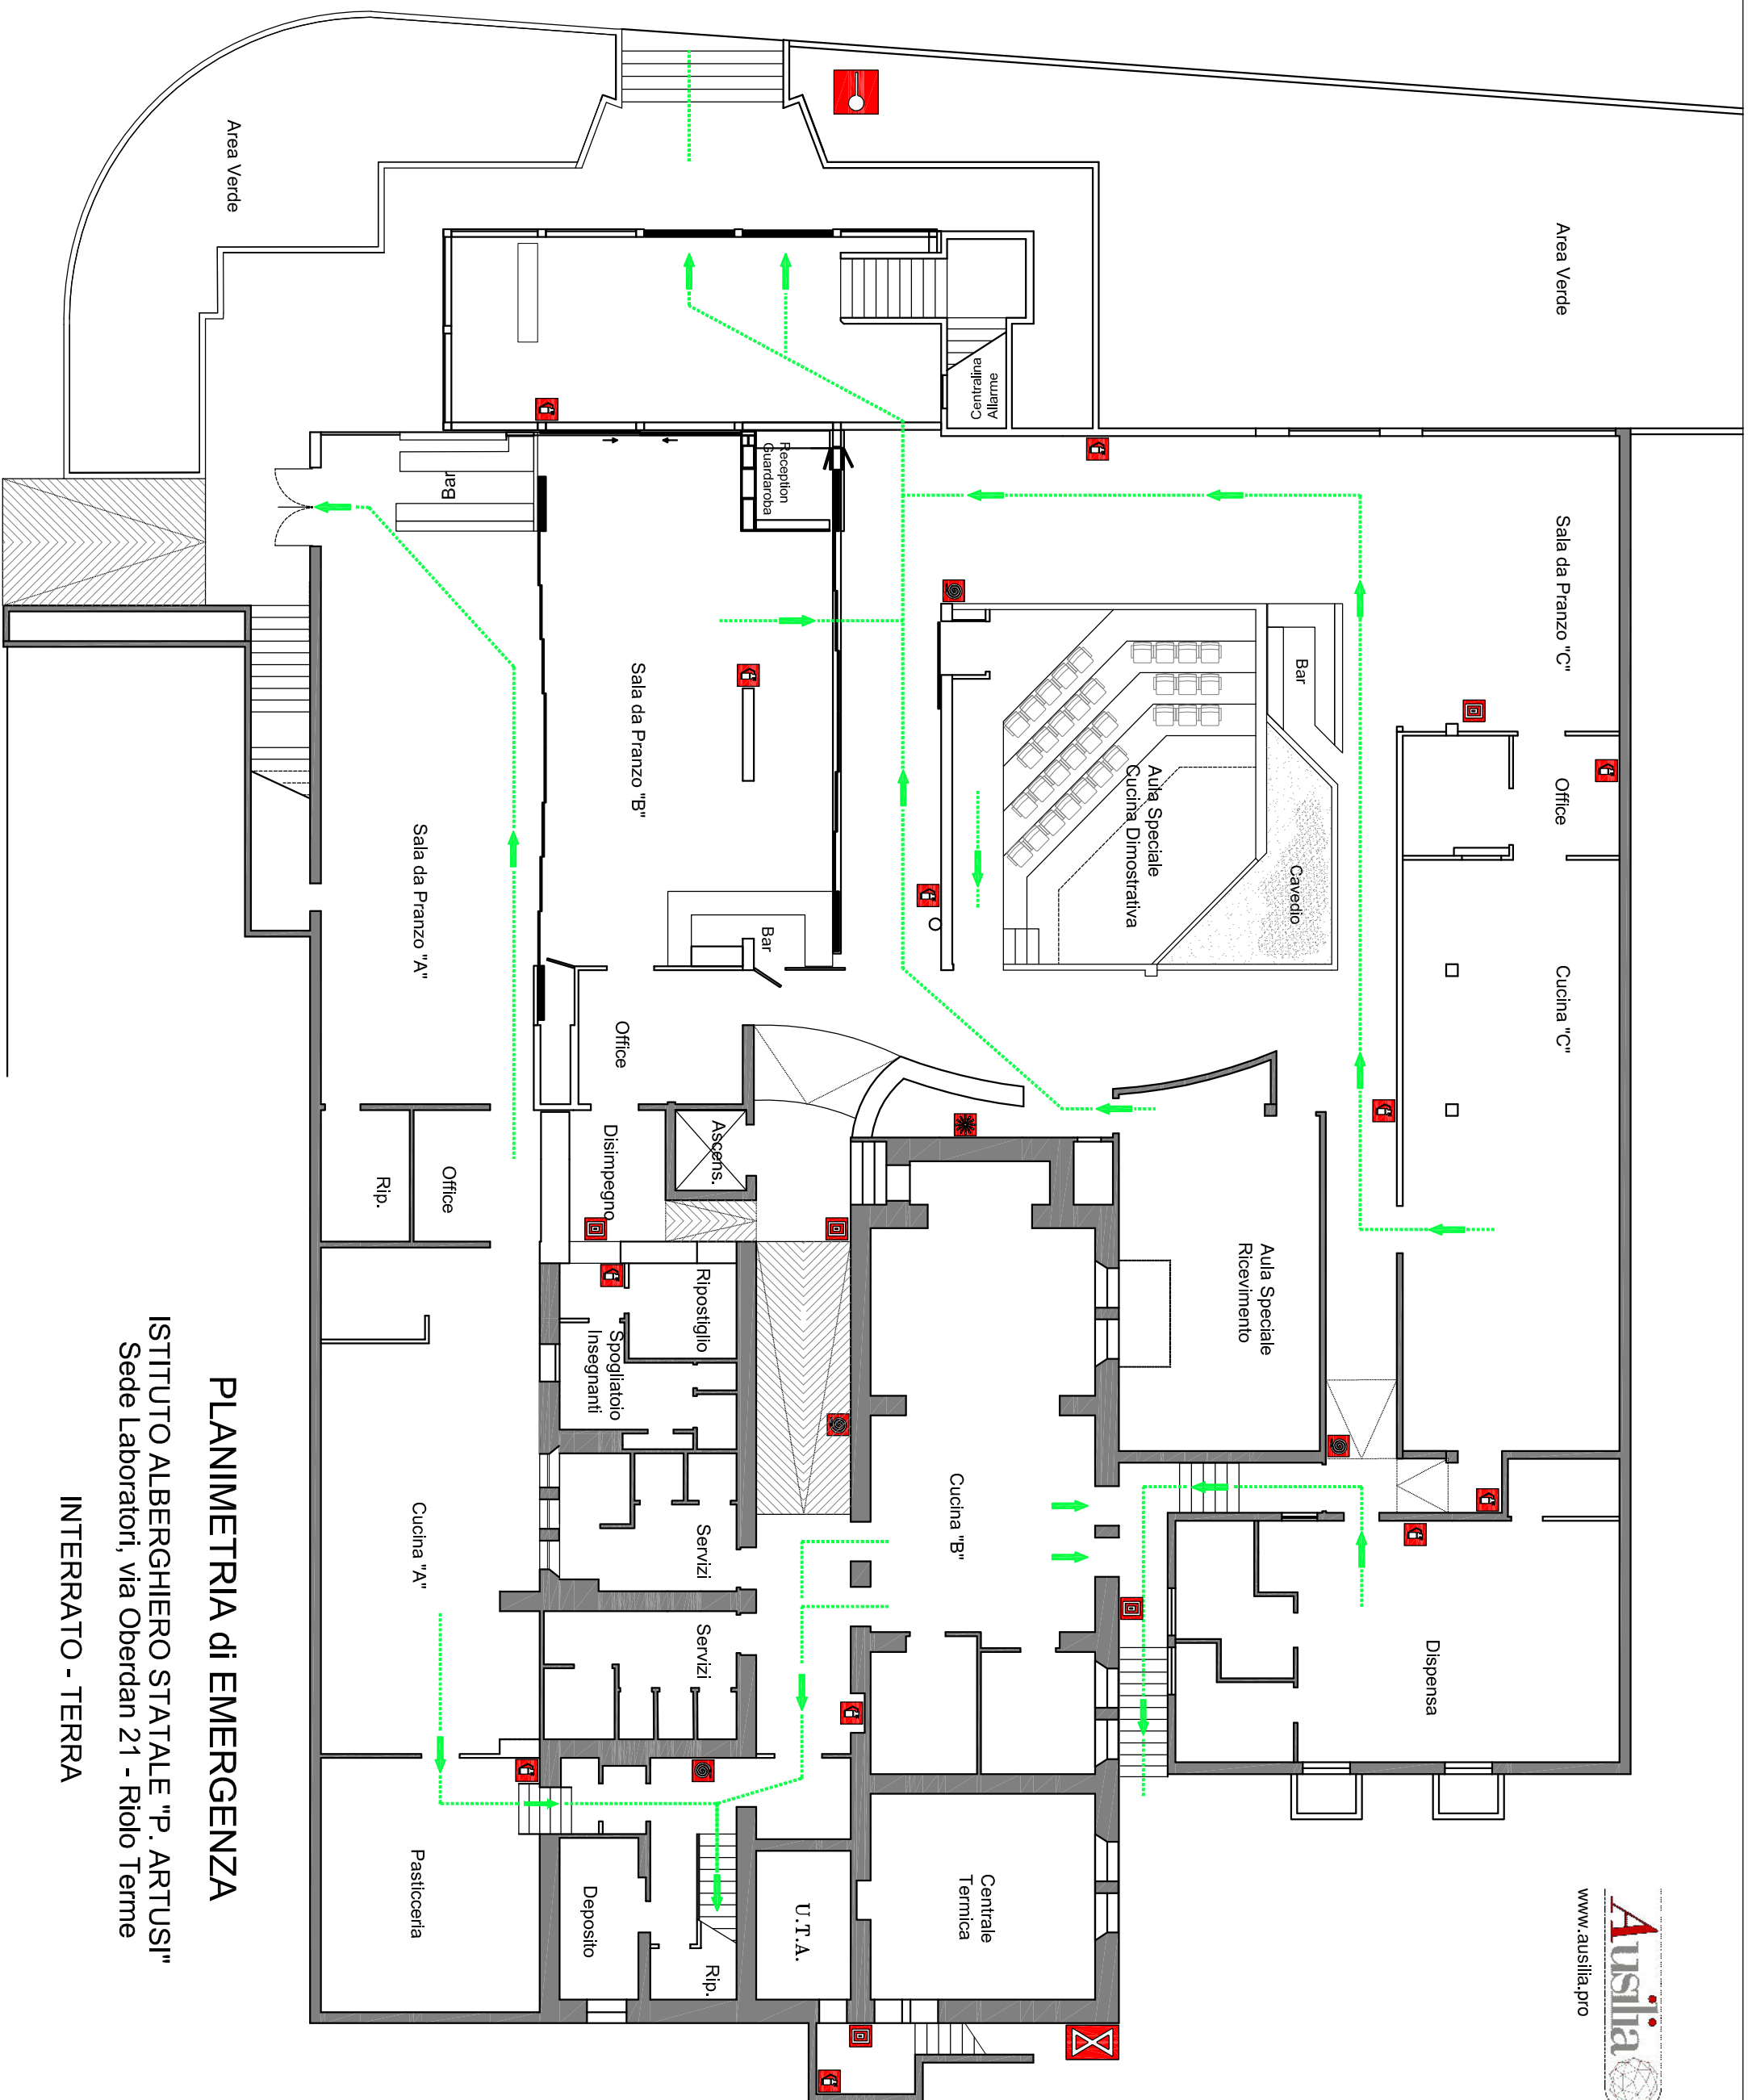 Area Verde
Sala da Pranzo "C"
Office
Cucina "C"
Ausilia
www.ausilia.pro
Bar
Cavedio
Aula Speciale
Ricevimento
Dispensa
Aula Speciale
Cucina Dimostrativa
Allarme
Centralina
Cucina "B"
Centrale
Termica
Reception
Guardaroba
Bar
U.T.A.
Ascens.
Ripostiglio
Servizi
Servizi
Rip.
Sala da Pranzo "B"
Office
Disimpegno
Spogliatoio
Insegnanti
Deposito
Bar
Sala da Pranzo "A"
Office
Rip.
Cucina "A"
Pasticceria
Area Verde
PLANIMETRIA di EMERGENZA
ISTITUTO ALBERGHIERO STATALE "P. ARTUSI"
Sede Laboratori, via Oberdan 21 - Riolo Terme
INTERRATO - TERRA